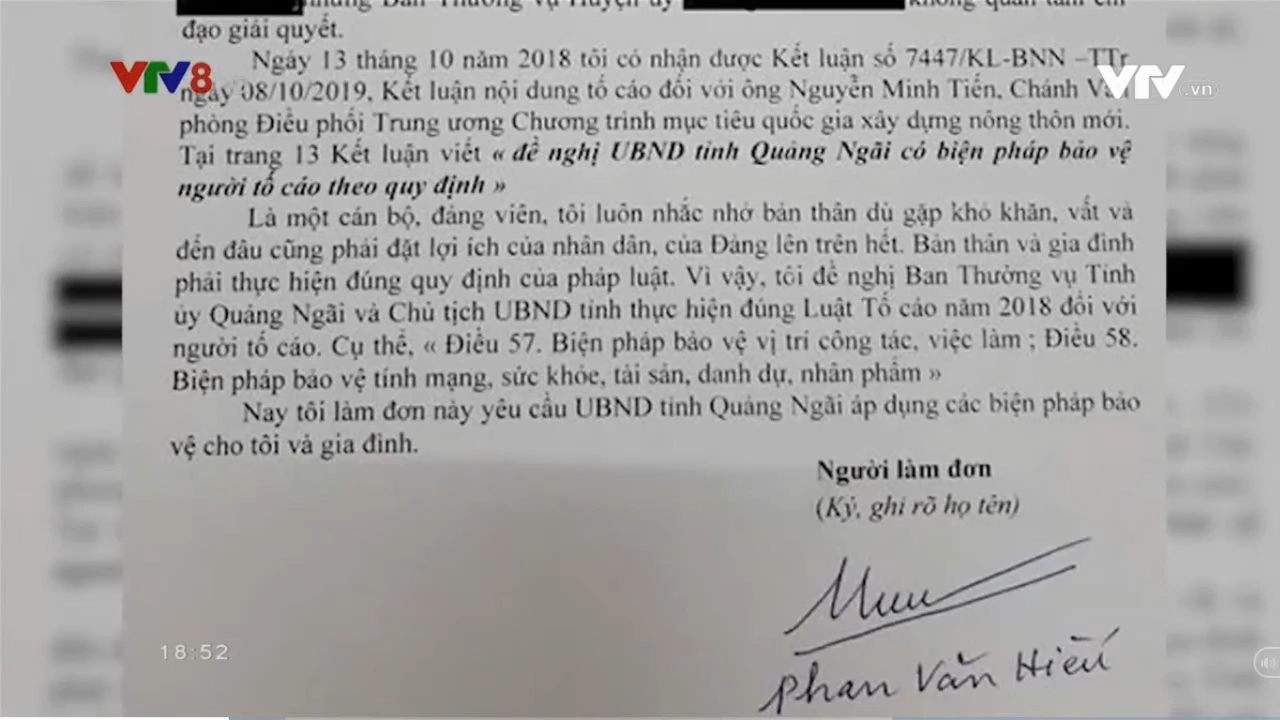 những Ban Thường vụ Huyện ủy không quan tâm chỉ
đạo giải quyết.
Ngày 13 tháng 10 năm 2018 tôi có nhận được Kết luận số 7447/KL-BNN –TTr
ngày 08/10/2019, Kết luận nội dung tố cáo đối với ông Nguyễn Minh Tiến, Chánh Văn
phòng Điều phối Trung ương Chương trình mục tiêu quốc gia xây dựng nông thôn mới.
Tại trang 13 Kết luận viết « đề nghị UBND tỉnh Quảng Ngãi có biện pháp bảo vệ
người tố cáo theo quy định »
Là một cán bộ, đảng viên, tôi luôn nhắc nhở bản thân dù gặp khó khăn, vất vả
đến đâu cũng phải đặt lợi ích của nhân dân, của Đảng lên trên hết. Bản thân và gia đình
phải thực hiện đúng quy định của pháp luật. Vì vậy, tôi đề nghị Ban Thường vụ Tỉnh
ủy Quảng Ngãi và Chủ tịch UBND tỉnh thực hiện đúng Luật Tố cáo năm 2018 đối với
người tố cáo. Cụ thể, « Điều 57. Biện pháp bảo vệ vị trí công tác, việc làm ; Điều 58.
Biện pháp bảo vệ tính mạng, sức khỏe, tài sản, danh dự, nhân phẩm »
Nay tôi làm đơn này yêu cầu UBND tỉnh Quảng Ngãi áp dụng các biện pháp bảo
vệ cho tôi và gia đình.
Người làm đơn
(Ký, ghi rõ họ tên)
Phan Văn Hiếu
VTV8
VTV.vn
18:52